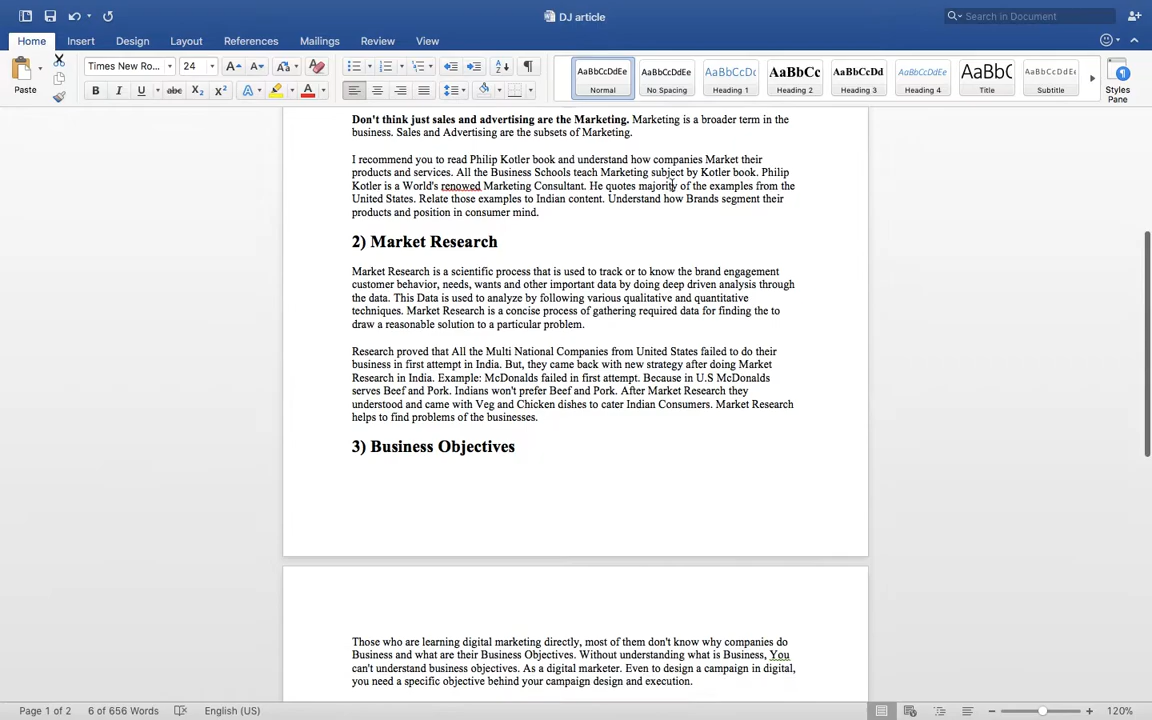 DJ article
Search in Document
Home Insert Design Layout References Mailings Review View
Paste
Times New Ro... 24
B I U abc X2 X2 A A
AaBbCcDdEe AaBbCcDdEe AaBbCcDc AaBbCc AaBbCcDd AaBbCcDdEe AaBbC AaBbCcDdEe
Normal No Spacing Heading 1 Heading 2 Heading 3 Heading 4 Title Subtitle
Styles
Pane
Don't think just sales and advertising are the Marketing. Marketing is a broader term in the
business. Sales and Advertising are the subsets of Marketing.
I recommend you to read Philip Kotler book and understand how companies Market their
products and services. All the Business Schools teach Marketing subject by Kotler book. Philip
Kotler is a World's renowed Marketing Consultant. He quotes majority of the examples from the
United States. Relate those examples to Indian content. Understand how Brands segment their
products and position in consumer mind.
2) Market Research
Market Research is a scientific process that is used to track or to know the brand engagement
customer behavior, needs, wants and other important data by doing deep driven analysis through
the data. This Data is used to analyze by following various qualitative and quantitative
techniques. Market Research is a concise process of gathering required data for finding the to
draw a reasonable solution to a particular problem.
Research proved that All the Multi National Companies from United States failed to do their
business in first attempt in India. But, they came back with new strategy after doing Market
Research in India. Example: McDonalds failed in first attempt. Because in U.S McDonalds
serves Beef and Pork. Indians won't prefer Beef and Pork. After Market Research they
understood and came with Veg and Chicken dishes to cater Indian Consumers. Market Research
helps to find problems of the businesses.
3) Business Objectives
Those who are learning digital marketing directly, most of them don't know why companies do
Business and what are their Business Objectives. Without understanding what is Business, You
can't understand business objectives. As a digital marketer. Even to design a campaign in digital,
you need a specific objective behind your campaign design and execution.
Page 1 of 2 6 of 656 Words English (US) 120%